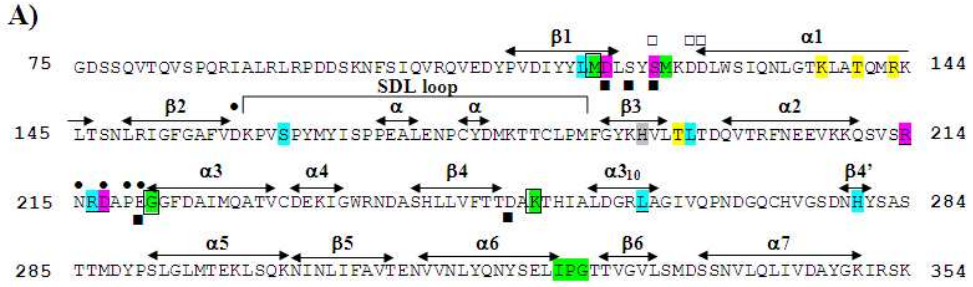 A)
β1 α1
75 GDSSQVTQVSPQRIALRLRPDDSKNFSIQVRQVEDYPVDIYYLMDLSYSMKDDLWSIQNLGTKLATQMRK 144
SDL loop
β2 α α β3 α2
145 LTSNLRIGFGAFVDKPVSPYMYISPPEALENPCYDMKTTCLPMFGYKHVLTLTDQVTRFNEEVKKQSVSR 214
α3 α4 β4 α3₁₀ β4'
215 NRDAPEGGFDAIMQATVCDEKIGWRNDASHLLVFTTDAKTHIALDGRLAGIVQPNDGQCHVGSDNHYSAS 284
α5 β5 α6 β6 α7
285 TTMDYPSLGLMTEKLSQKNINLIFAVTENVVNLYQNYSELIPGTTVGVLSMDSSNVLQLIVDAYGKIRSK 354